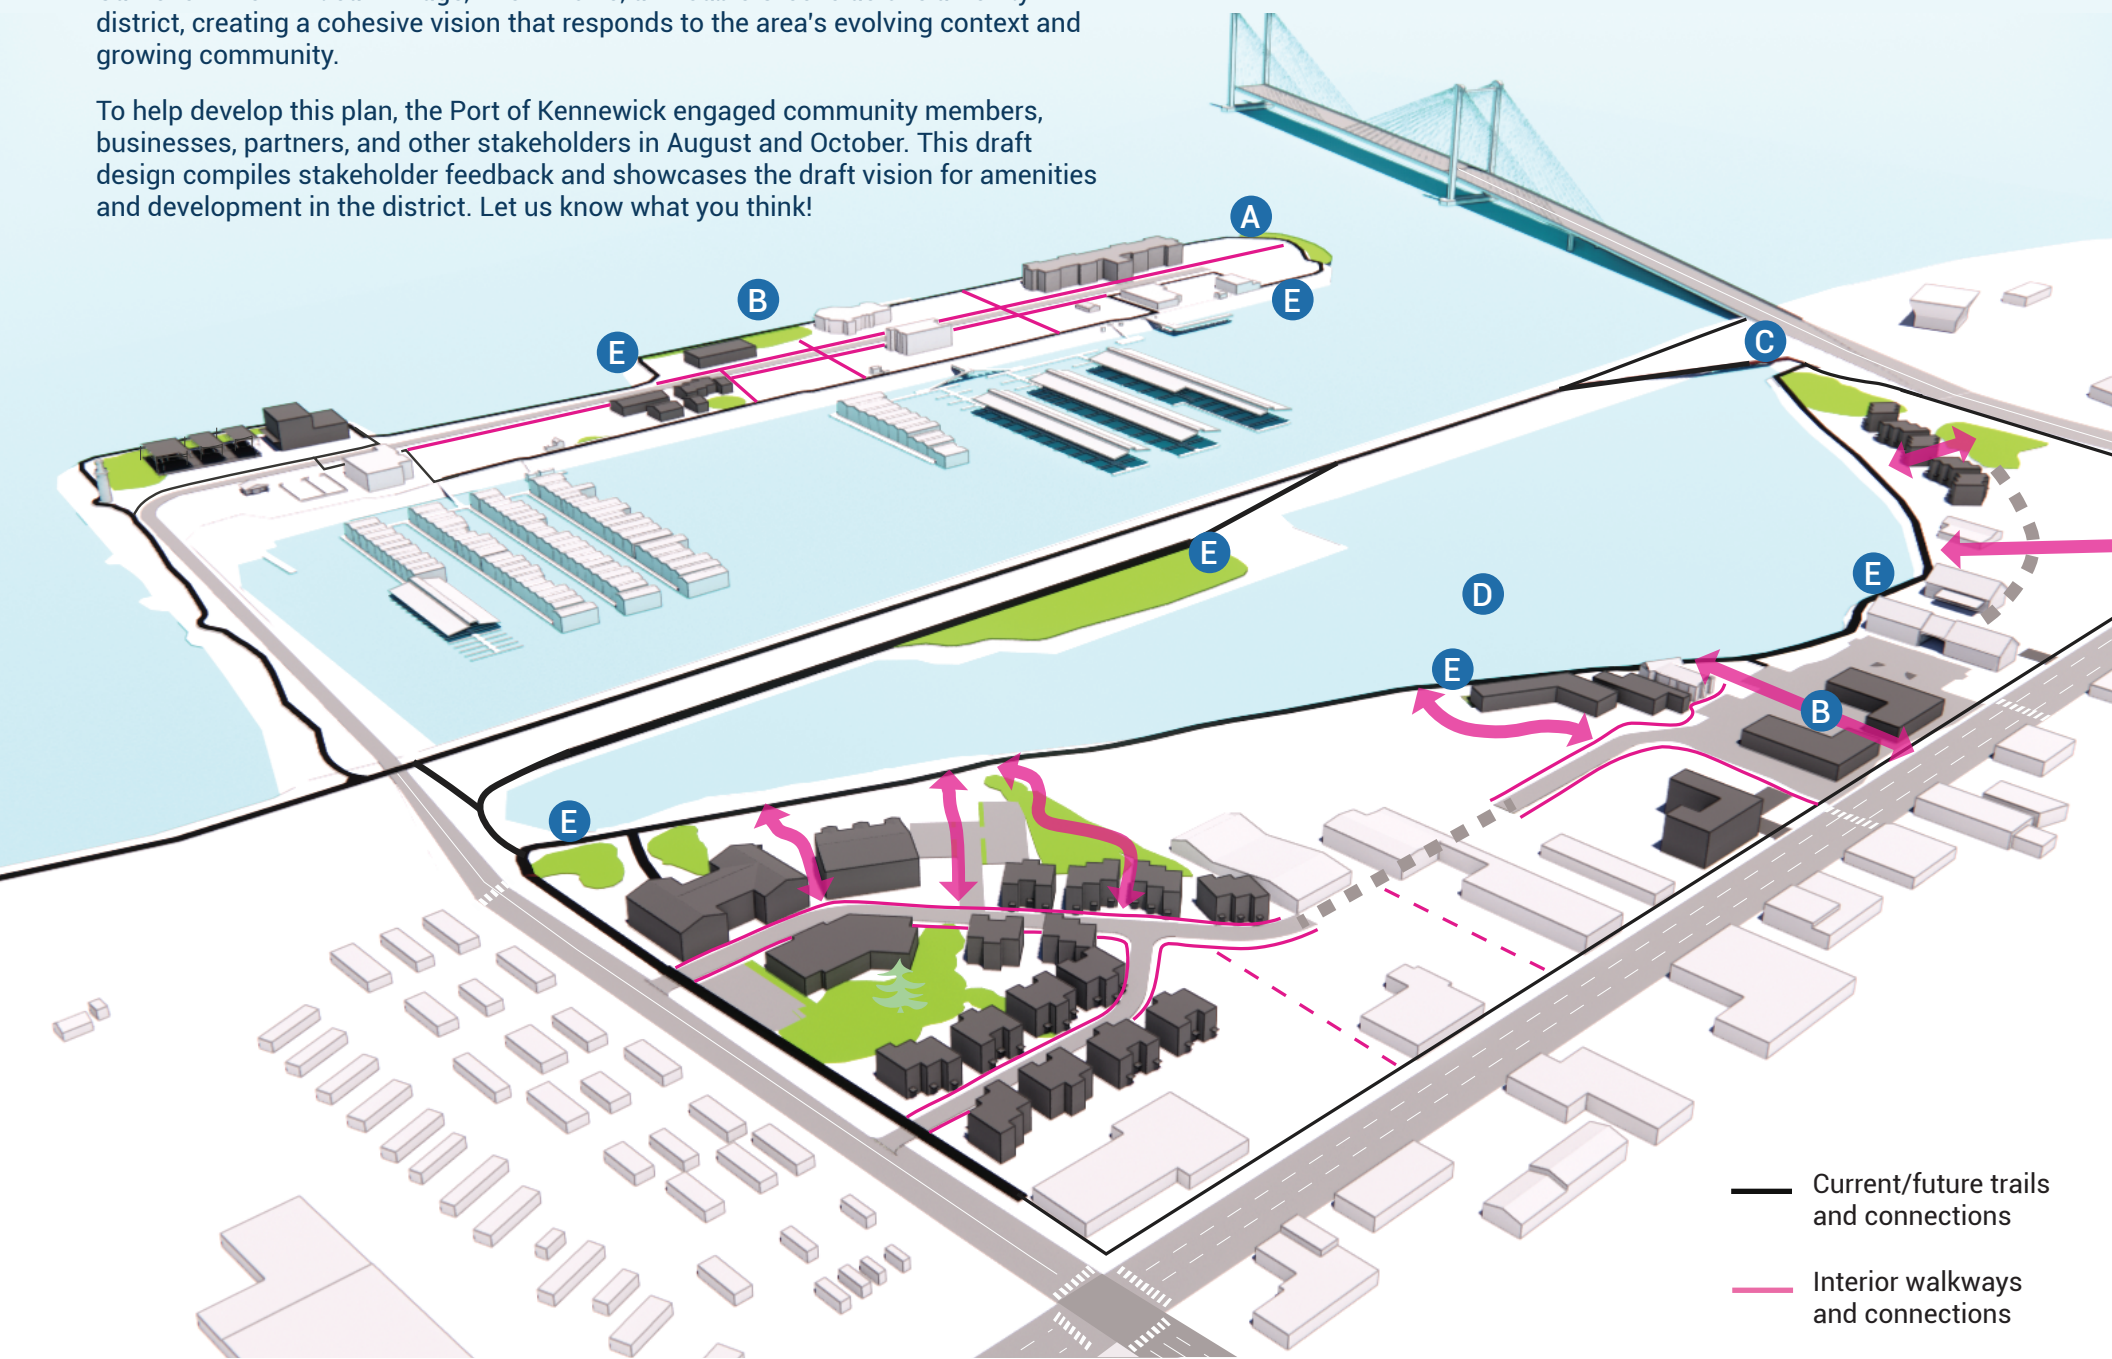 district, creating a cohesive vision that responds to the area's evolving context and
growing community.
To help develop this plan, the Port of Kennewick engaged community members,
businesses, partners, and other stakeholders in August and October. This draft
design compiles stakeholder feedback and showcases the draft vision for amenities
and development in the district. Let us know what you think!
A
B
E
E
C
E
D
E
E
B
E
Current/future trails
and connections
Interior walkways
and connections